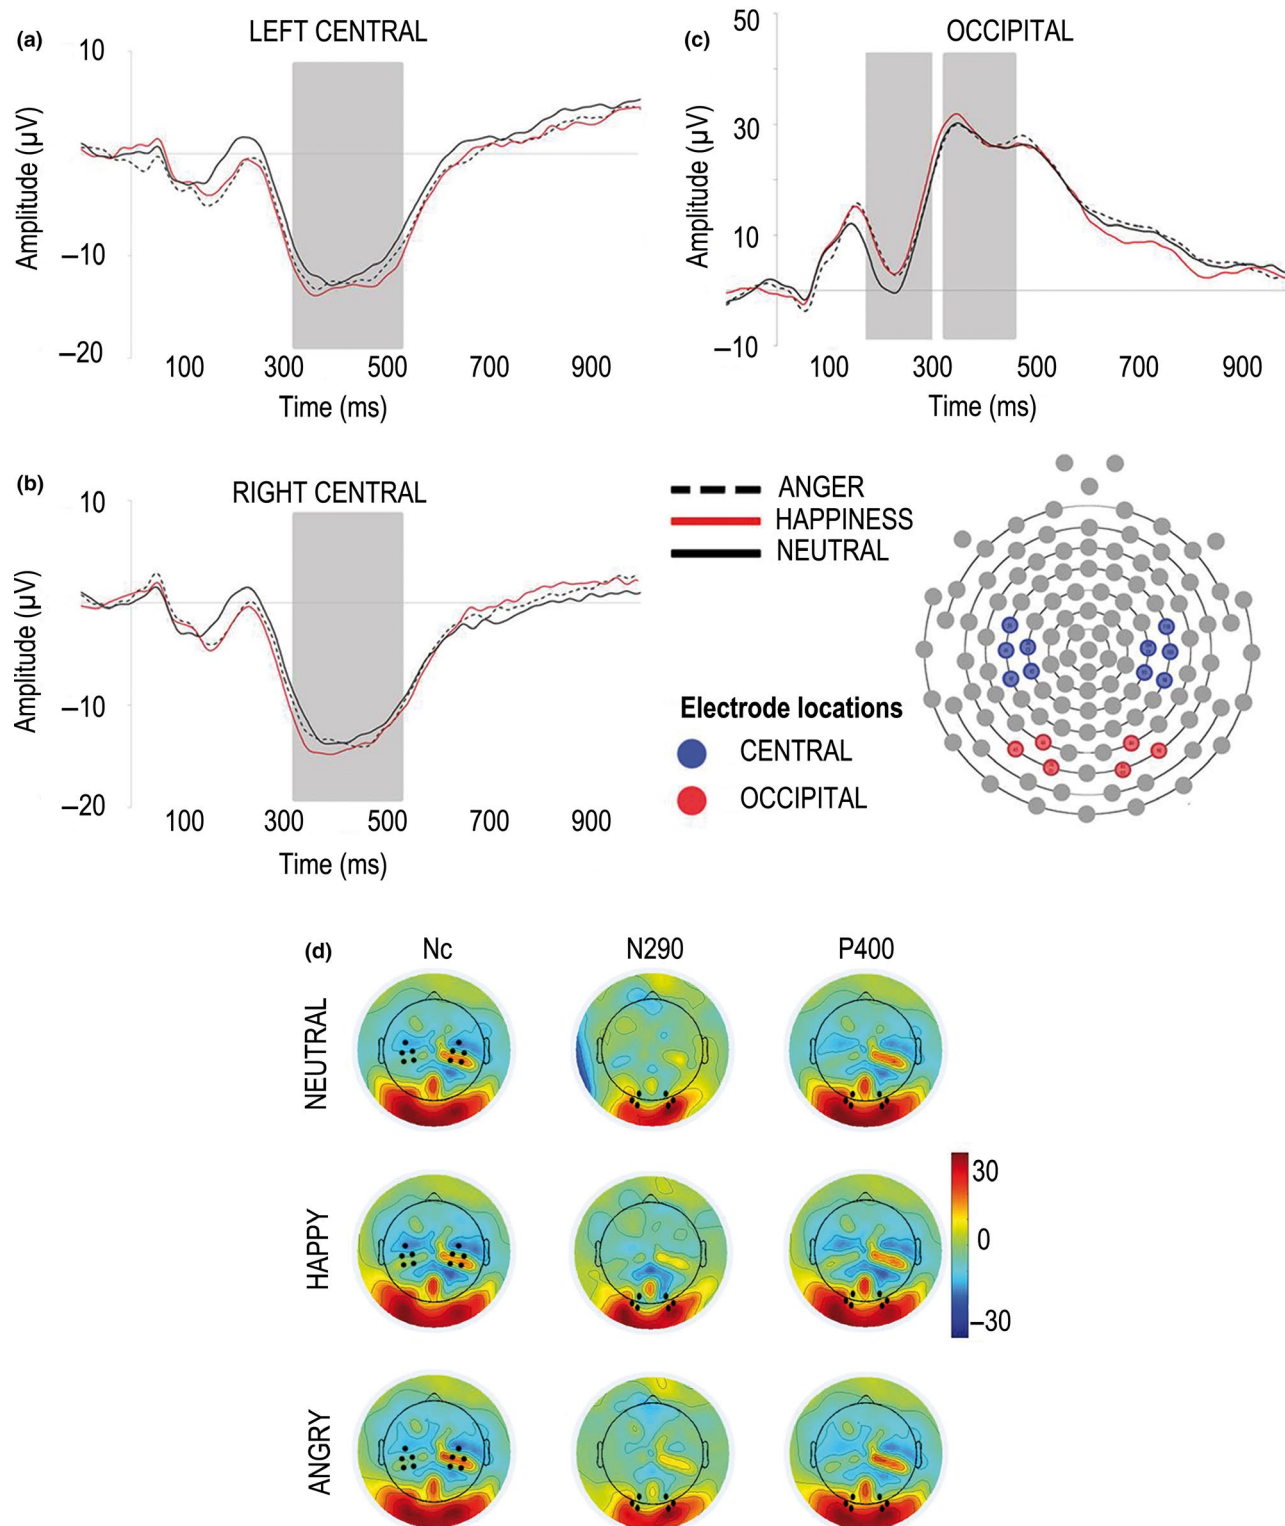 (a)
LEFT CENTRAL
10
–10
–20
Amplitude (µV)
100 300 500 700 900
Time (ms)
(c)
OCCIPITAL
50
30
10
–10
Amplitude (µV)
100 300 500 700 900
Time (ms)
(b)
RIGHT CENTRAL
10
–10
–20
Amplitude (µV)
100 300 500 700 900
Time (ms)
ANGER
HAPPINESS
NEUTRAL
Electrode locations
CENTRAL
OCCIPITAL
(d)
Nc N290 P400
NEUTRAL
HAPPY
ANGRY
30
0
–30